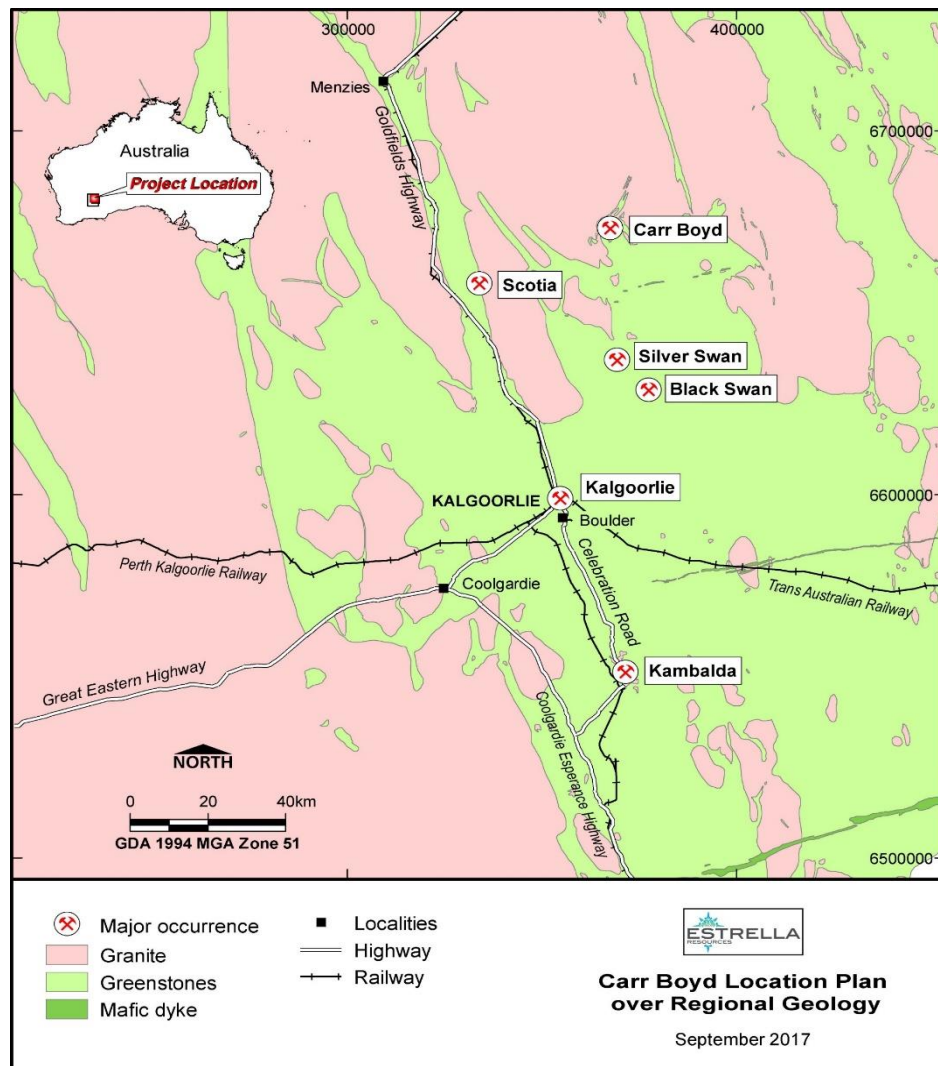 300000
400000
Menzies
Goldfields Highway
6700000
Australia
Project Location
Carr Boyd
Scotia
Silver Swan
Black Swan
Kalgoorlie
KALGOORLIE
6600000
Boulder
Perth Kalgoorlie Railway
Celebration Road
Coolgardie
Trans Australian Railway
Great Eastern Highway
Kambalda
Coolgardie Esperance Highway
NORTH
0 20 40km
GDA 1994 MGA Zone 51
6500000
Major occurrence
Granite
Greenstones
Mafic dyke
Localities
Highway
Railway
ESTRELLA
RESOURCES
Carr Boyd Location Plan
over Regional Geology
September 2017